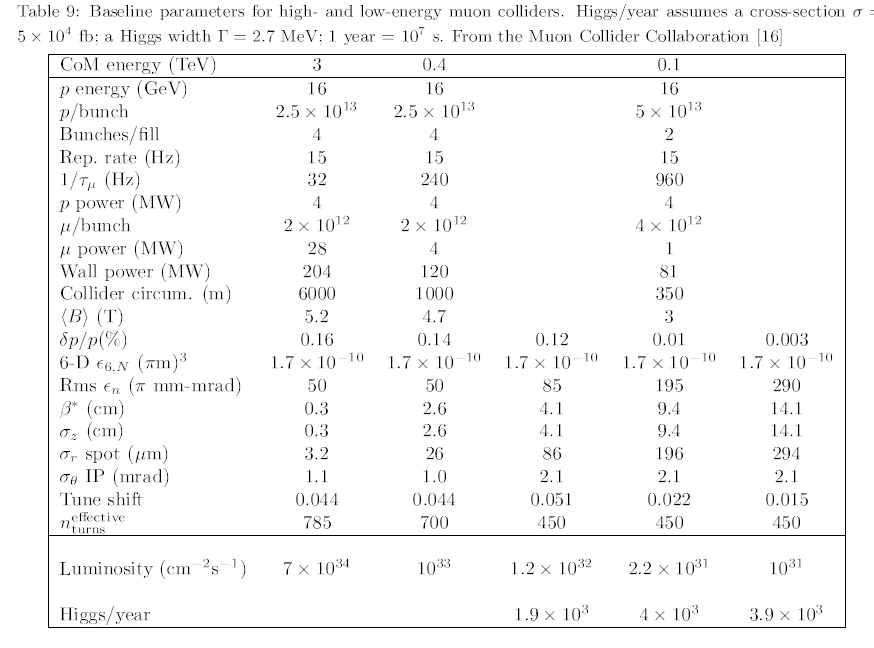 Table 9: Baseline parameters for high- and low-energy muon colliders. Higgs/year assumes a cross-section σ =
5 × 10⁴ fb; a Higgs width Γ = 2.7 MeV; 1 year = 10⁷ s. From the Muon Collider Collaboration [16]
CoM energy (TeV) 3 0.4 0.1
p energy (GeV) 16 16 16
p/bunch 2.5 × 10¹³ 2.5 × 10¹³ 5 × 10¹³
Bunches/fill 4 4 2
Rep. rate (Hz) 15 15 15
1/τ_μ (Hz) 32 240 960
p power (MW) 4 4 4
μ/bunch 2 × 10¹² 2 × 10¹² 4 × 10¹²
μ power (MW) 28 4 1
Wall power (MW) 204 120 81
Collider circum. (m) 6000 1000 350
⟨B⟩ (T) 5.2 4.7 3
δp/p(%) 0.16 0.14 0.12 0.01 0.003
6-D ϵ_{6,N} (πm)³ 1.7 × 10⁻¹⁰ 1.7 × 10⁻¹⁰ 1.7 × 10⁻¹⁰ 1.7 × 10⁻¹⁰ 1.7 × 10⁻¹⁰
Rms ϵ_n (π mm-mrad) 50 50 85 195 290
β* (cm) 0.3 2.6 4.1 9.4 14.1
σ_z (cm) 0.3 2.6 4.1 9.4 14.1
σ_r spot (μm) 3.2 26 86 196 294
σ_θ IP (mrad) 1.1 1.0 2.1 2.1 2.1
Tune shift 0.044 0.044 0.051 0.022 0.015
n_{turns}^{effective} 785 700 450 450 450
Luminosity (cm⁻²s⁻¹) 7 × 10³⁴ 10³³ 1.2 × 10³² 2.2 × 10³¹ 10³¹
Higgs/year 1.9 × 10³ 4 × 10³ 3.9 × 10³